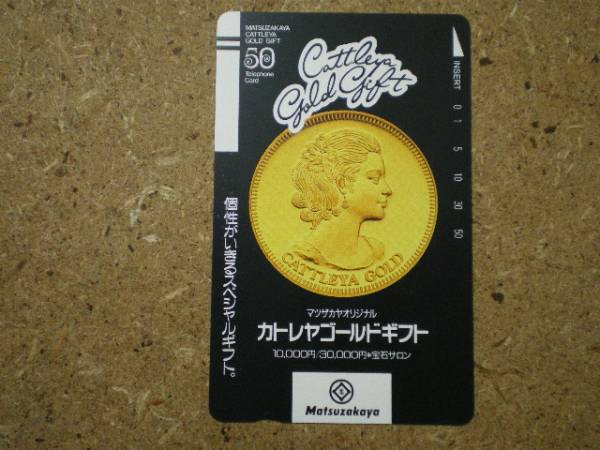 MATSUZAKAYA
CATTLEYA
GOLD GIFT
50
Telephone
Card
Cattleya
Gold Gift
INSERT 0 1 5 10 30 50
CATTLEYA GOLD
個性がいきるスペシャルギフト。
マツザカヤオリジナル
カトレヤゴールドギフト
10,000円/30,000円●宝石サロン
Matsuzakaya